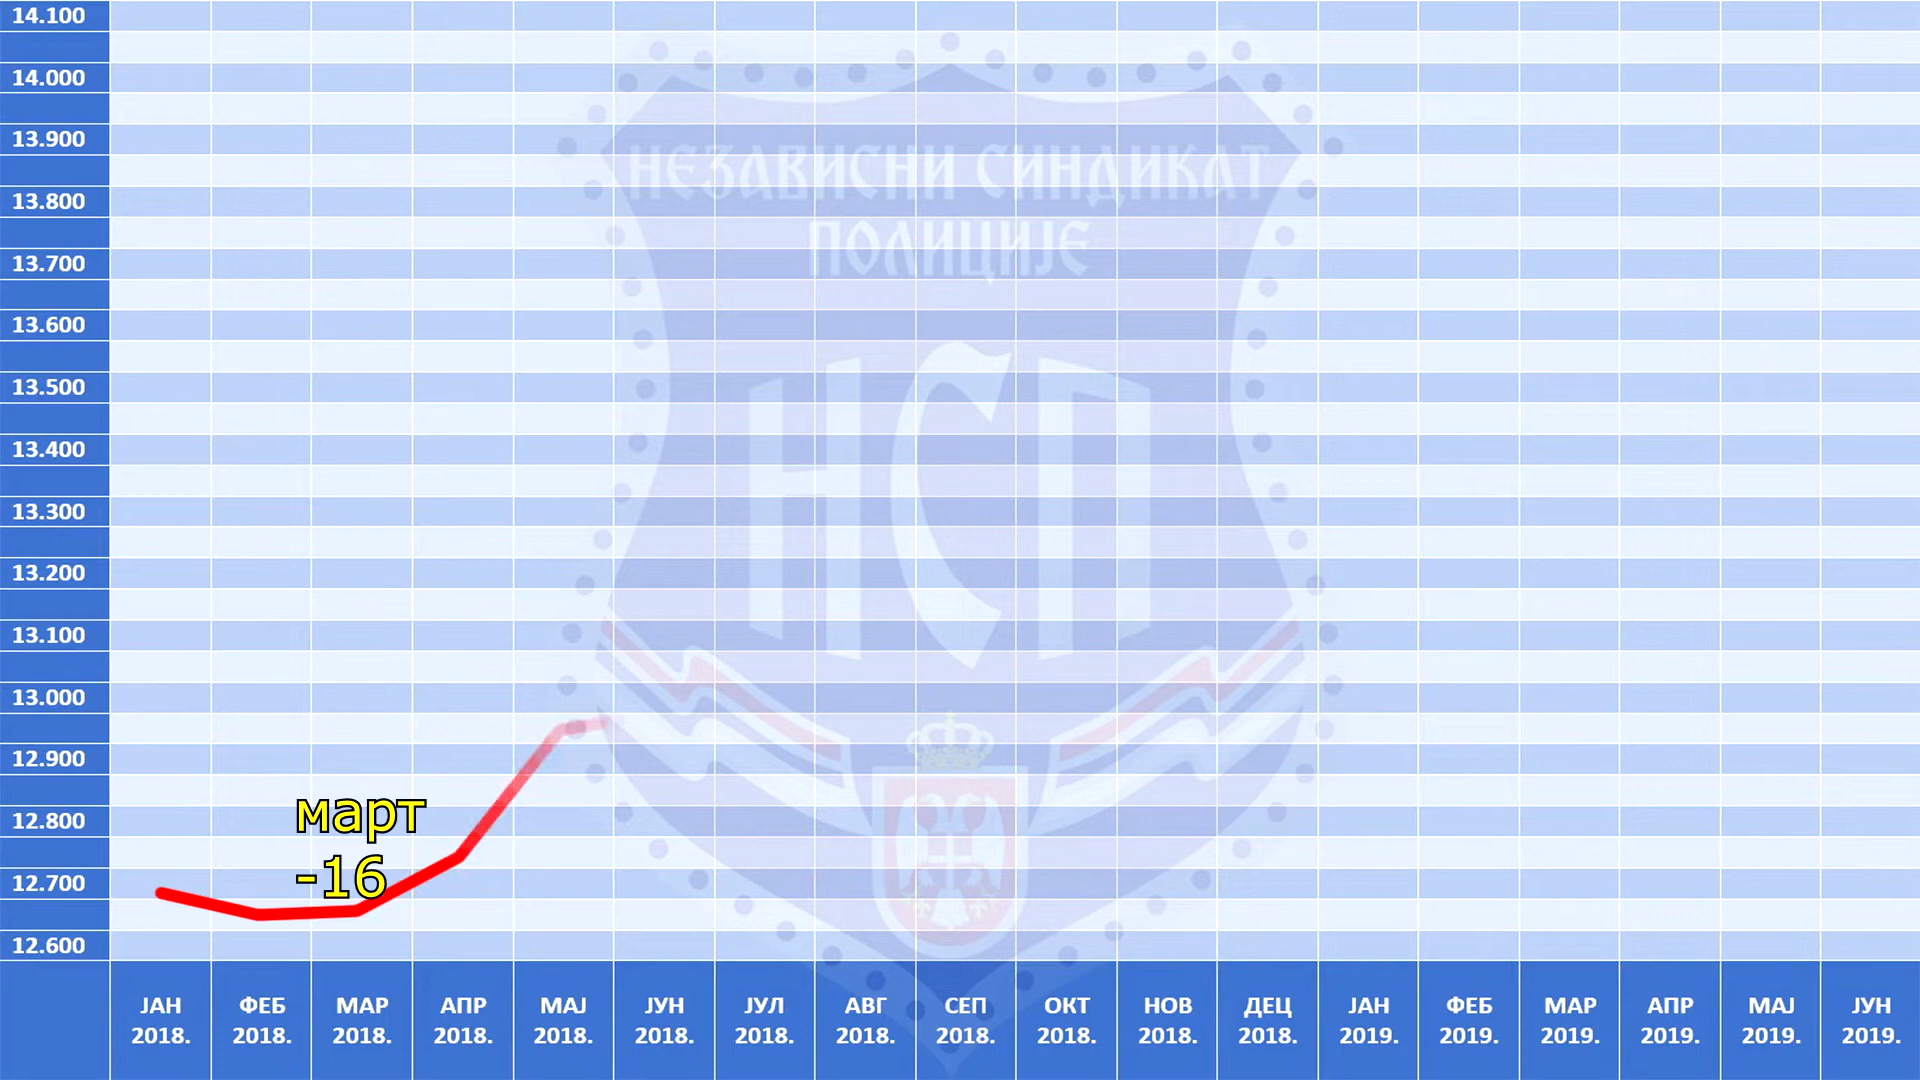 14.100
14.000
13.900
13.800
13.700
13.600
13.500
13.400
13.300
13.200
13.100
13.000
12.900
12.800
12.700
12.600
НЕЗАВИСНИ СИНДИКАТ
ПОЛИЦИЈЕ
НСП
март
-16
ЈАН 2018.
ФЕБ 2018.
МАР 2018.
АПР 2018.
МАЈ 2018.
ЈУН 2018.
ЈУЛ 2018.
АВГ 2018.
СЕП 2018.
ОКТ 2018.
НОВ 2018.
ДЕЦ 2018.
ЈАН 2019.
ФЕБ 2019.
МАР 2019.
АПР 2019.
МАЈ 2019.
ЈУН 2019.